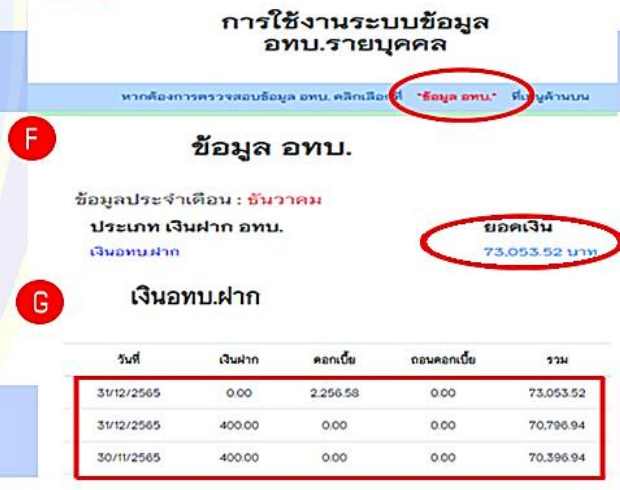 การใช้งานระบบข้อมูล
อทบ.รายบุคคล
หากต้องการตรวจสอบข้อมูล อทบ. คลิกเลือกที่ "ข้อมูล อทบ." ที่เมนูด้านบน
F
ข้อมูล อทบ.
ข้อมูลประจำเดือน : ธันวาคม
ประเภท เงินฝาก อทบ. ยอดเงิน
เงินอทบ.ฝาก 73,053.52 บาท
G
เงินอทบ.ฝาก
วันที่ เงินฝาก ดอกเบี้ย ถอนดอกเบี้ย รวม
31/12/2565 0.00 2,256.58 0.00 73,053.52
31/12/2565 400.00 0.00 0.00 70,796.94
30/11/2565 400.00 0.00 0.00 70,396.94